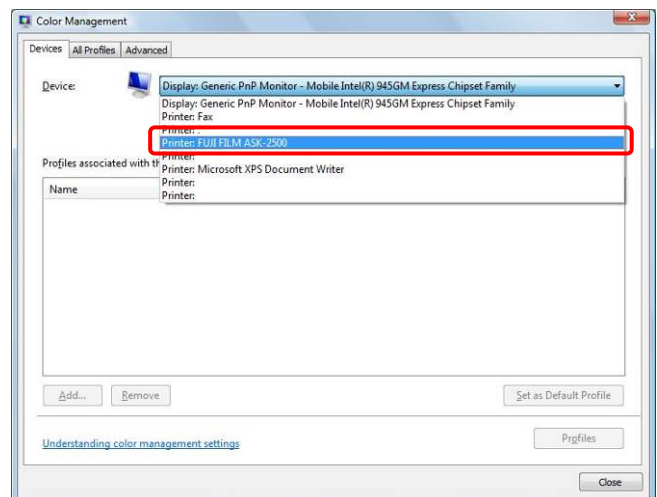 Color Management
Devices All Profiles Advanced
Device: Display: Generic PnP Monitor - Mobile Intel(R) 945GM Express Chipset Family
Display: Generic PnP Monitor - Mobile Intel(R) 945GM Express Chipset Family
Printer: Fax
Printer: .
Printer: FUJI FILM ASK-2500
Printer:
Profiles associated with th
Printer: Microsoft XPS Document Writer
Printer:
Printer:
Name
Add... Remove Set as Default Profile
Understanding color management settings Profiles
Close